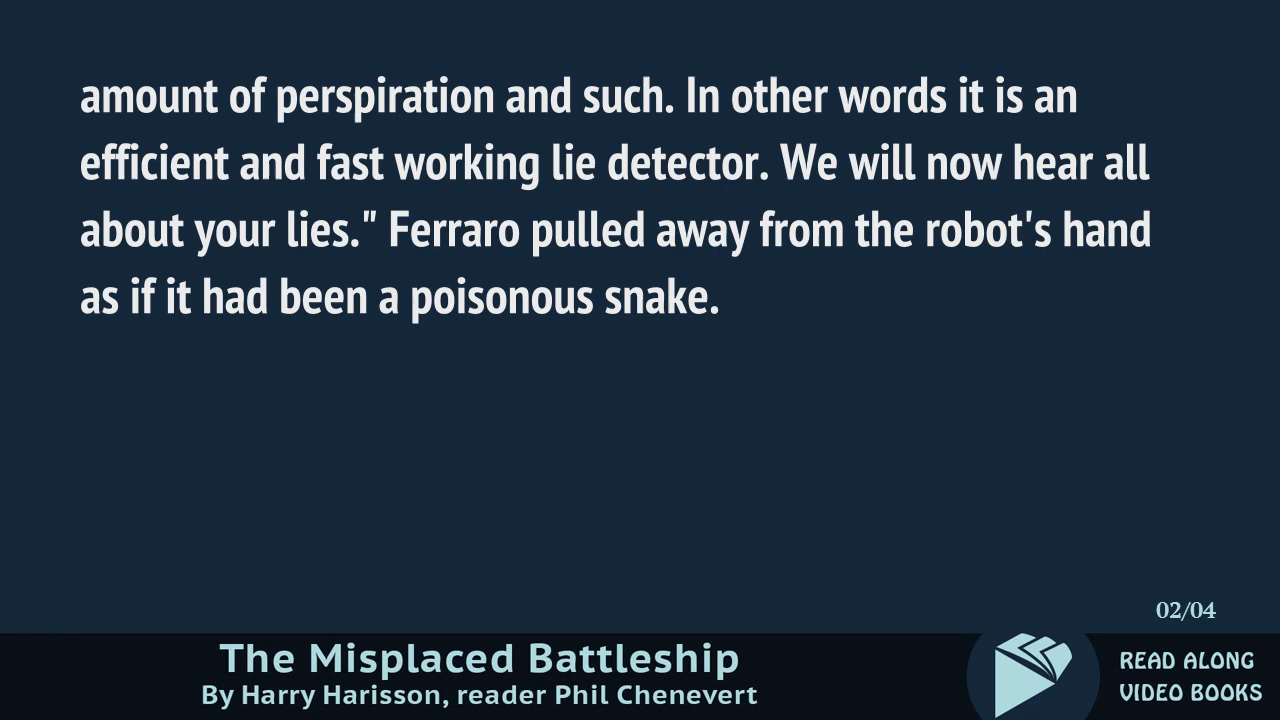 amount of perspiration and such. In other words it is an
efficient and fast working lie detector. We will now hear all
about your lies." Ferraro pulled away from the robot's hand
as if it had been a poisonous snake.
02/04
The Misplaced Battleship
By Harry Harisson, reader Phil Chenevert
READ ALONG
VIDEO BOOKS